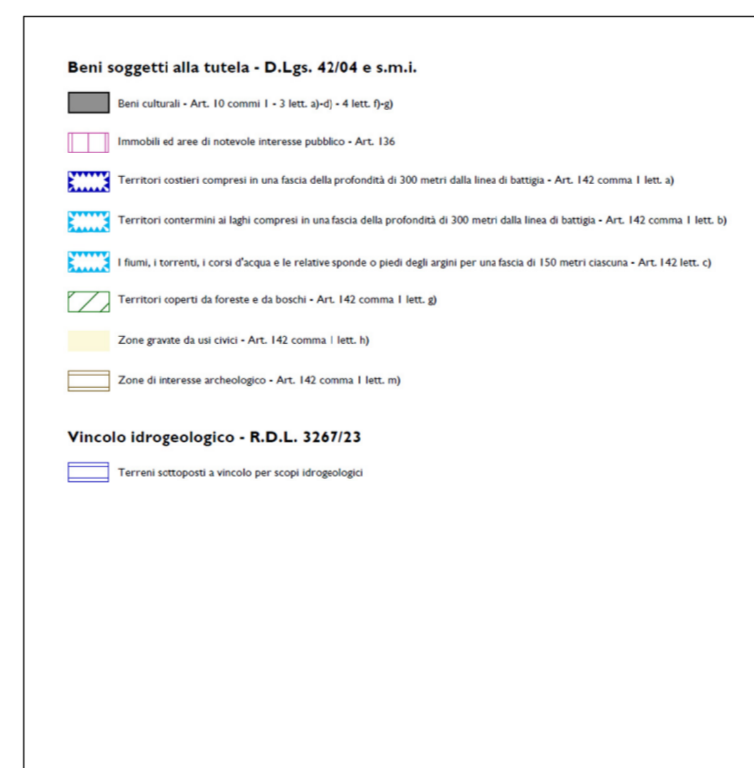 Beni soggetti alla tutela - D.Lgs. 42/04 e s.m.i.
Beni culturali - Art. 10 commi 1 - 3 lett. a)-d) - 4 lett. f)-g)
Immobili ed aree di notevole interesse pubblico - Art. 136
Territori costieri compresi in una fascia della profondità di 300 metri dalla linea di battigia - Art. 142 comma 1 lett. a)
Territori contermini ai laghi compresi in una fascia della profondità di 300 metri dalla linea di battigia - Art. 142 comma 1 lett. b)
I fiumi, i torrenti, i corsi d'acqua e le relative sponde o piedi degli argini per una fascia di 150 metri ciascuna - Art. 142 lett. c)
Territori coperti da foreste e da boschi - Art. 142 comma 1 lett. g)
Zone gravate da usi civici - Art. 142 comma 1 lett. h)
Zone di interesse archeologico - Art. 142 comma 1 lett. m)
Vincolo idrogeologico - R.D.L. 3267/23
Terreni sottoposti a vincolo per scopi idrogeologici